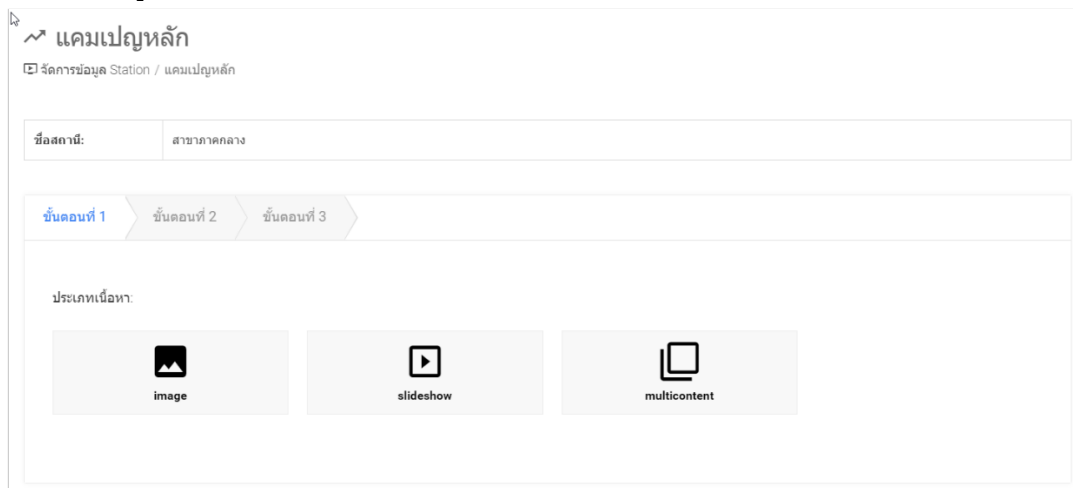 แคมเปญหลัก
จัดการข้อมูล Station / แคมเปญหลัก
ชื่อสถานี: สาขาภาคกลาง
ขั้นตอนที่ 1 ขั้นตอนที่ 2 ขั้นตอนที่ 3
ประเภทเนื้อหา:
image slideshow multicontent